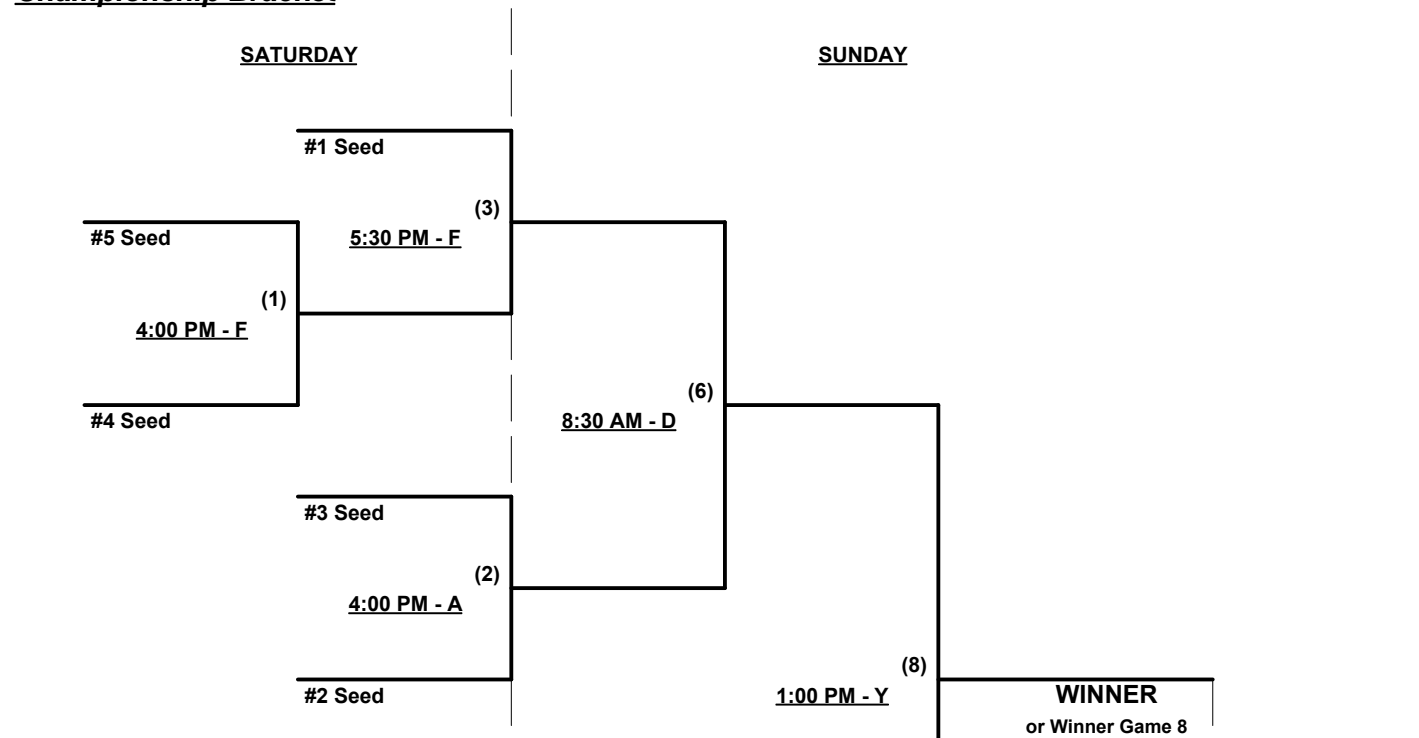 Championship Bracket
SATURDAY
SUNDAY
#1 Seed
(3)
#5 Seed
5:30 PM - F
(1)
4:00 PM - F
(6)
#4 Seed
8:30 AM - D
#3 Seed
(2)
4:00 PM - A
(8)
#2 Seed
1:00 PM - Y
WINNER
or Winner Game 8